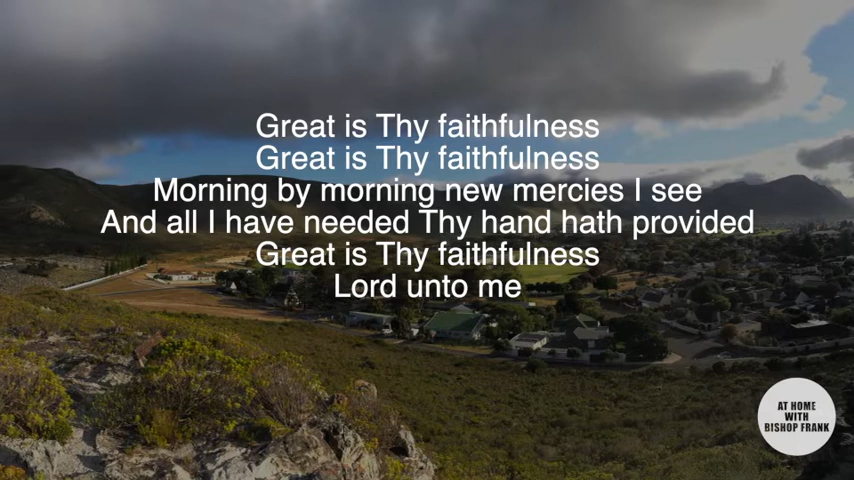 Great is Thy faithfulness
Great is Thy faithfulness
Morning by morning new mercies I see
And all I have needed Thy hand hath provided
Great is Thy faithfulness
Lord unto me
AT HOME
WITH
BISHOP FRANK